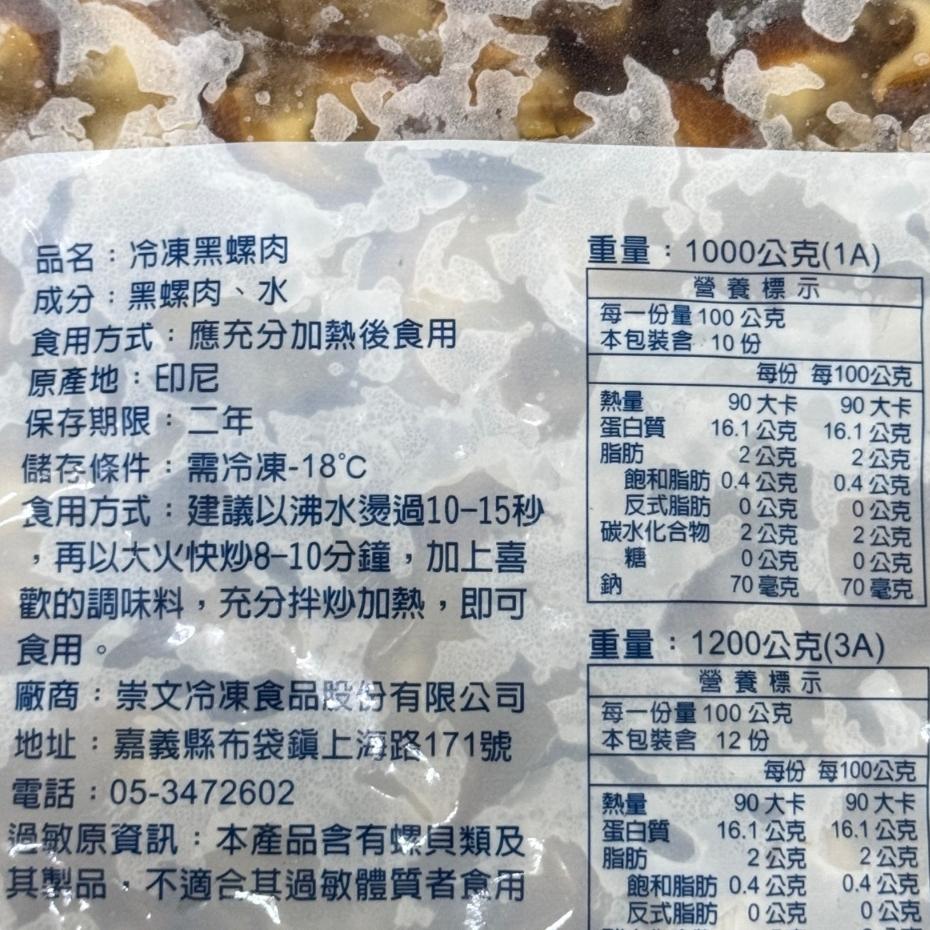 品名：冷凍黑螺肉
成分：黑螺肉、水
食用方式：應充分加熱後食用
原產地：印尼
保存期限：二年
儲存條件：需冷凍-18℃
食用方式：建議以沸水燙過10-15秒
，再以大火快炒8-10分鐘，加上喜
歡的調味料，充分拌炒加熱，即可
食用。
廠商：崇文冷凍食品股份有限公司
地址：嘉義縣布袋鎮上海路171號
電話：05-3472602
過敏原資訊：本產品含有螺貝類及
其製品，不適合其過敏體質者食用
重量：1000公克(1A)
營養標示
每一份量100公克
本包裝含 10份
每份 每100公克
熱量 90大卡 90大卡
蛋白質 16.1公克 16.1公克
脂肪 2公克 2公克
飽和脂肪 0.4公克 0.4公克
反式脂肪 0公克 0公克
碳水化合物 2公克 2公克
糖 0公克 0公克
鈉 70毫克 70毫克
重量：1200公克(3A)
營養標示
每一份量100公克
本包裝含 12份
每份 每100公克
熱量 90大卡 90大卡
蛋白質 16.1公克 16.1公克
脂肪 2公克 2公克
飽和脂肪 0.4公克 0.4公克
反式脂肪 0公克 0公克